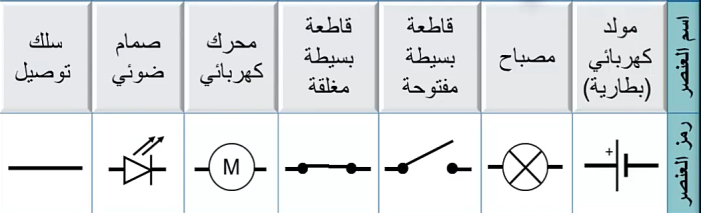 اسم العنصر
مولد
كهربائي
(بطارية)
مصباح
قاطعة
بسيطة
مفتوحة
قاطعة
بسيطة
مغلقة
محرك
كهربائي
صمام
ضوئي
سلك
توصيل
رمز العنصر
+
M